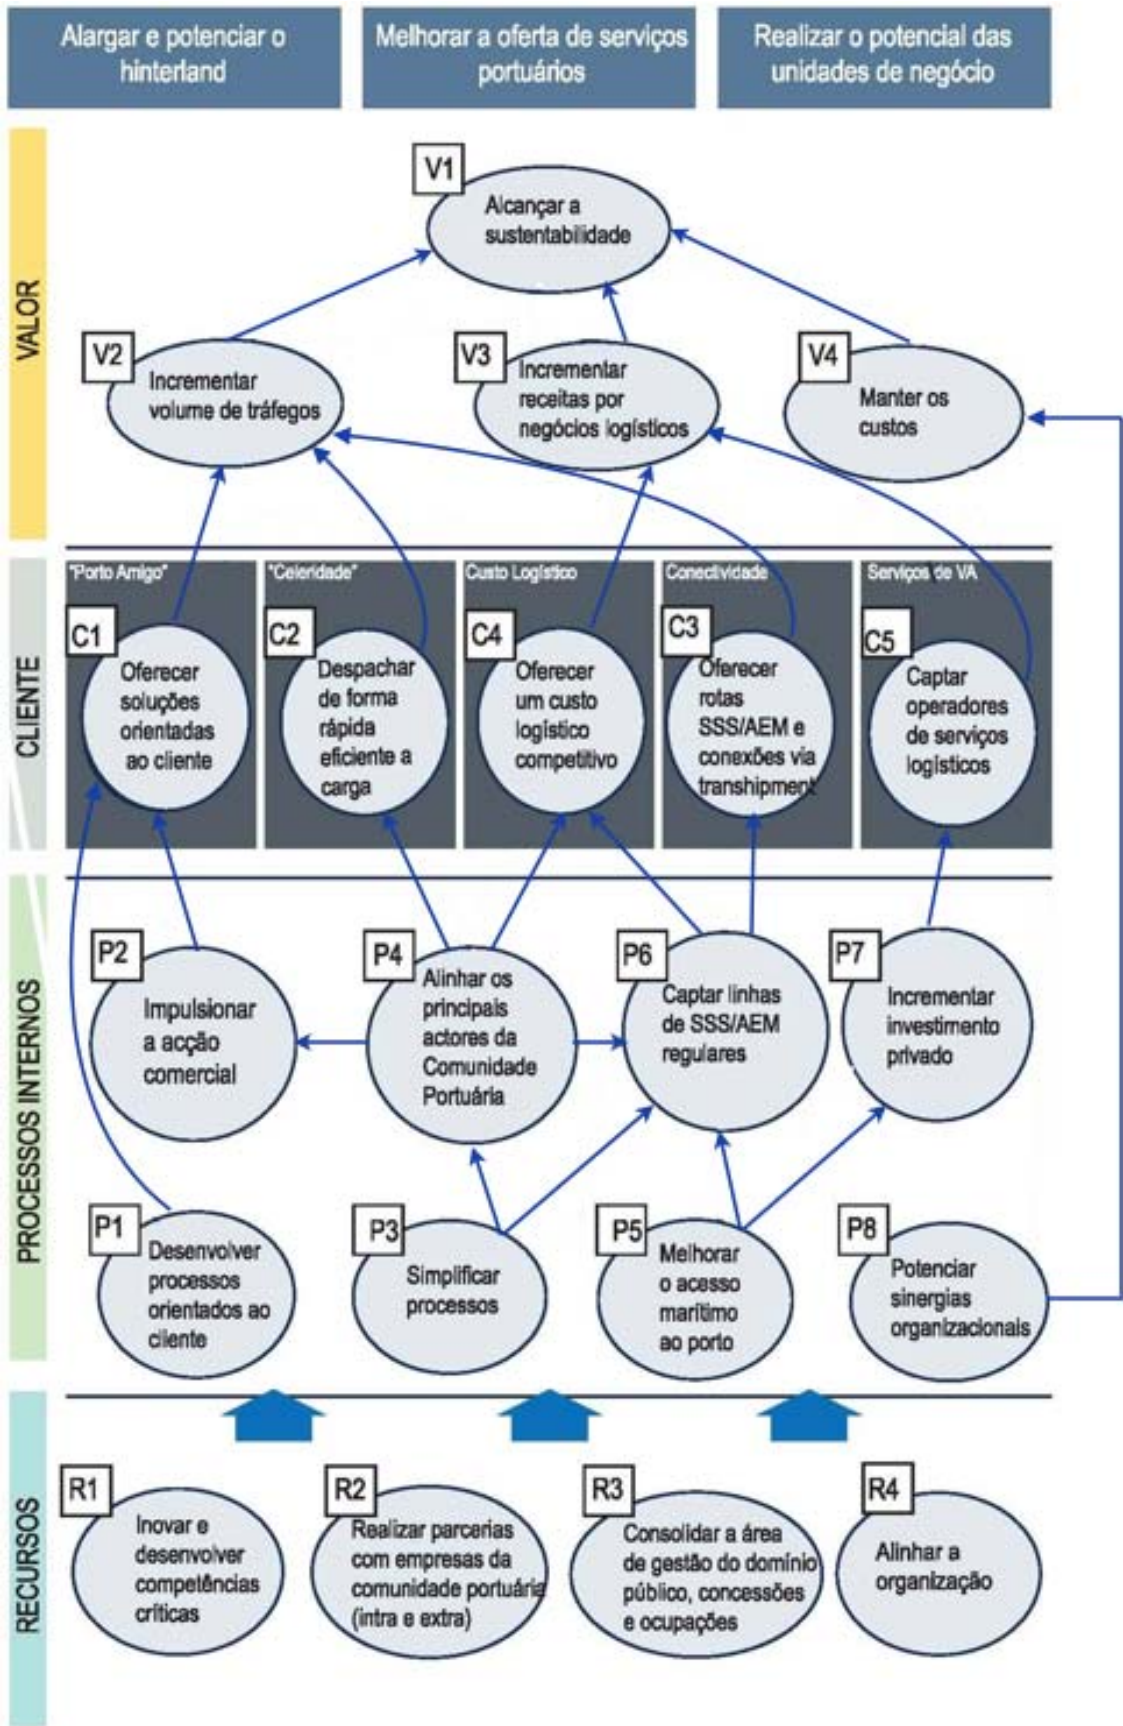 Alargar e potenciar o
hinterland
Melhorar a oferta de serviços
portuários
Realizar o potencial das
unidades de negócio
VALOR
V1
Alcançar a
sustentabilidade
V2
Incrementar
volume de tráfegos
V3
Incrementar
receitas por
negócios logísticos
V4
Manter os
custos
CLIENTE
"Porto Amigo"
"Celeridade"
Custo Logístico
Conectividade
Serviços de VA
C1
Oferecer
soluções
orientadas
ao cliente
C2
Despachar
de forma
rápida
eficiente a
carga
C4
Oferecer
um custo
logístico
competitivo
C3
Oferecer
rotas
SSS/AEM e
conexões via
transhipment
C5
Captar
operadores
de serviços
logísticos
PROCESSOS INTERNOS
P2
Impulsionar
a acção
comercial
P4
Alinhar os
principais
actores da
Comunidade
Portuária
P6
Captar linhas
de SSS/AEM
regulares
P7
Incrementar
investimento
privado
P1
Desenvolver
processos
orientados ao
cliente
P3
Simplificar
processos
P5
Melhorar
o acesso
marítimo
ao porto
P8
Potenciar
sinergias
organizacionais
RECURSOS
R1
Inovar e
desenvolver
competências
críticas
R2
Realizar parcerias
com empresas da
comunidade portuária
(intra e extra)
R3
Consolidar a área
de gestão do domínio
público, concessões
e ocupações
R4
Alinhar a
organização